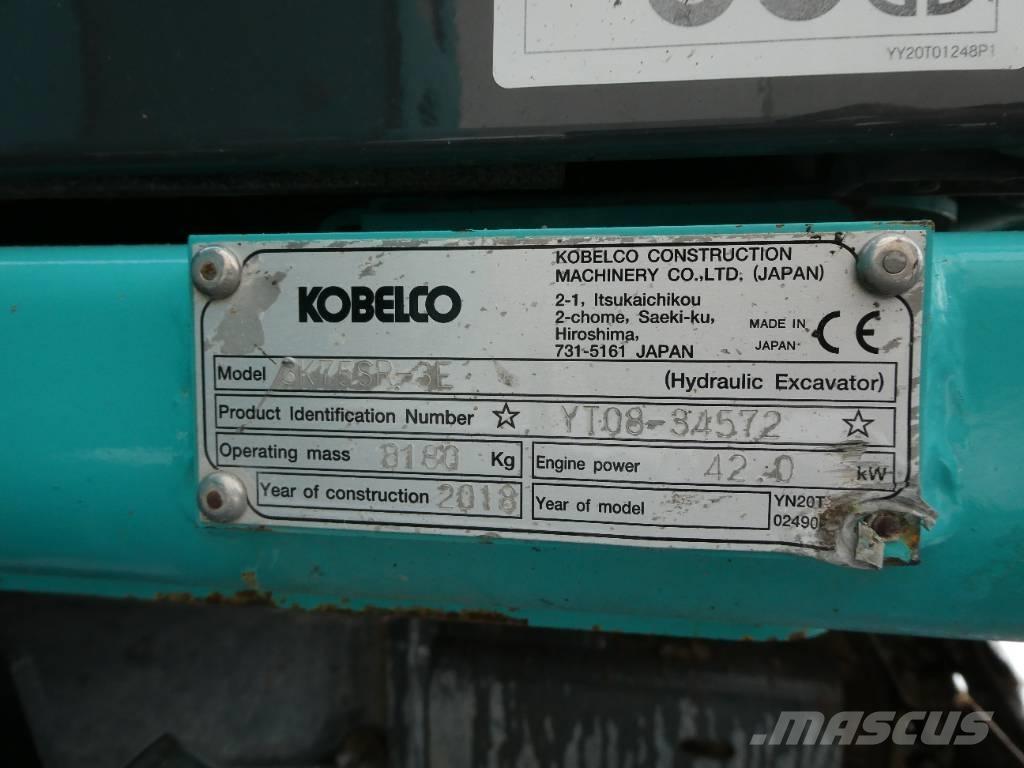 YY20T01248P1
KOBELCO
KOBELCO CONSTRUCTION
MACHINERY CO.,LTD. (JAPAN)
2-1, Itsukaichikou
2-chome, Saeki-ku,
Hiroshima,
731-5161 JAPAN
MADE IN
JAPAN
CE
Model SK75SR-3E (Hydraulic Excavator)
Product Identification Number ☆ YT08-34572 ☆
Operating mass 8180 Kg
Engine power 42.0 kW
Year of construction 2018
Year of model
YN20T
02490
MASCUS